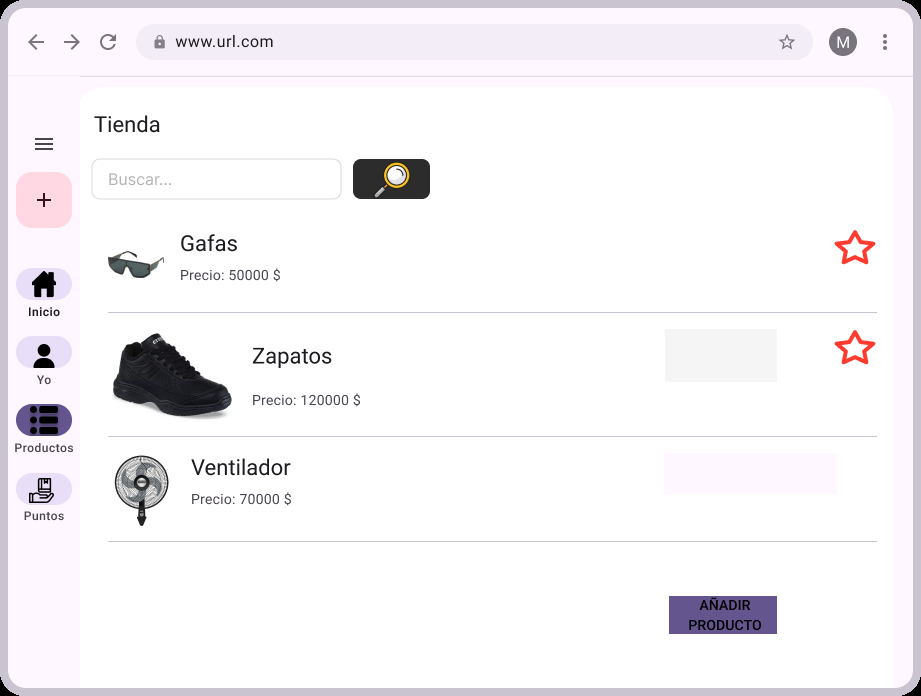 www.url.com
M
Tienda
Buscar...
Gafas
Precio: 50000 $
Zapatos
Precio: 120000 $
Ventilador
Precio: 70000 $
Inicio
Yo
Productos
Puntos
AÑADIR
PRODUCTO